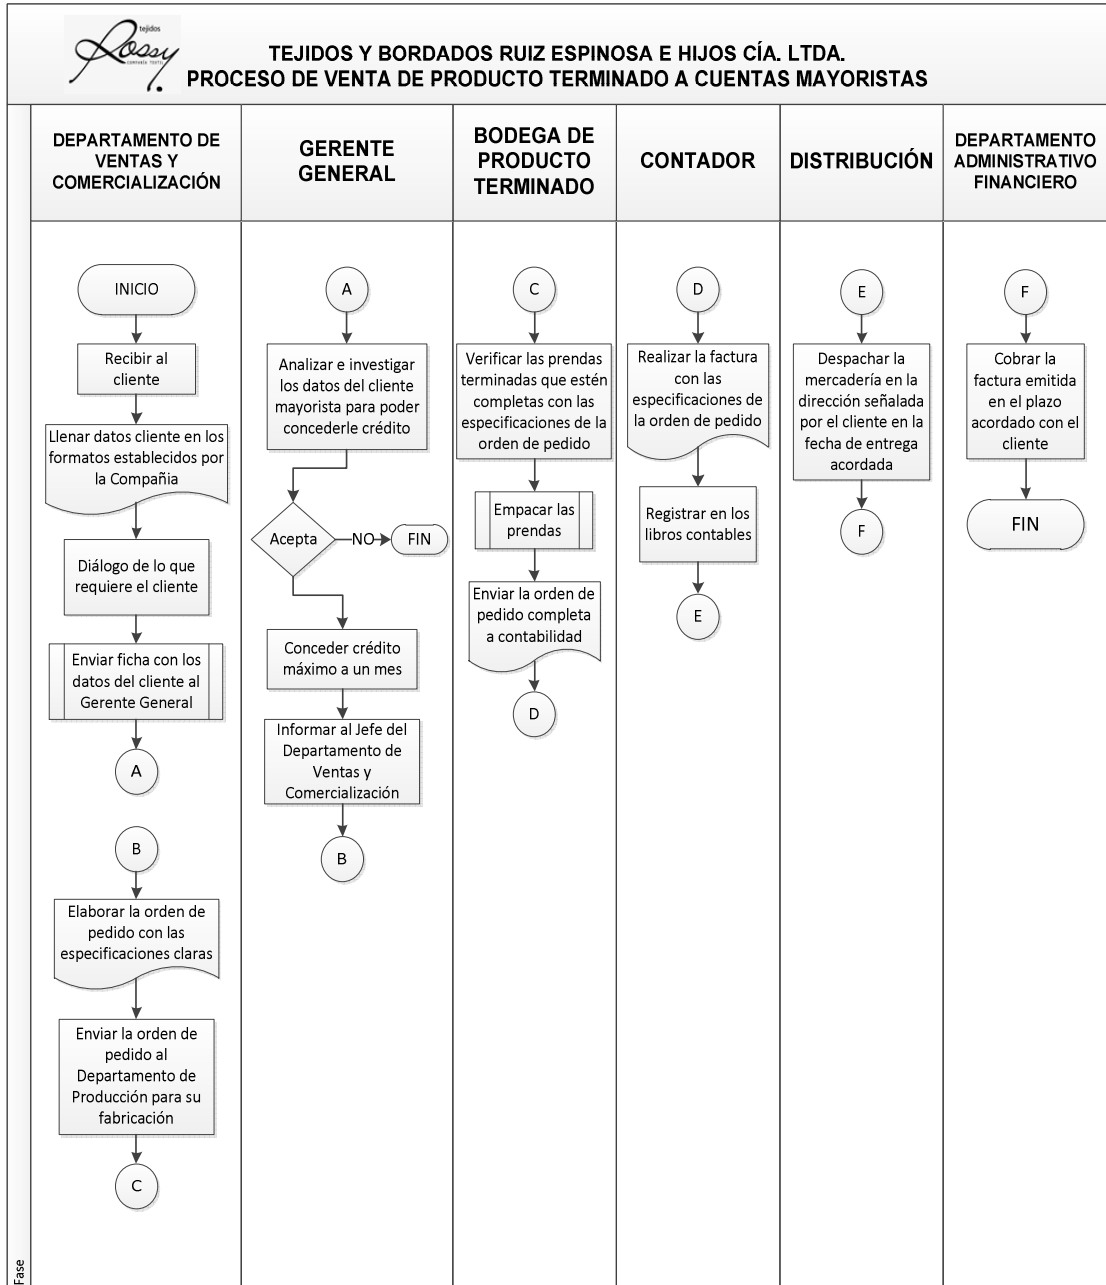 tejidos
Rossy
TEJIDOS Y BORDADOS RUIZ ESPINOSA E HIJOS CÍA. LTDA.
PROCESO DE VENTA DE PRODUCTO TERMINADO A CUENTAS MAYORISTAS
DEPARTAMENTO DE
VENTAS Y
COMERCIALIZACIÓN
GERENTE
GENERAL
BODEGA DE
PRODUCTO
TERMINADO
CONTADOR
DISTRIBUCIÓN
DEPARTAMENTO
ADMINISTRATIVO
FINANCIERO
INICIO
Recibir al
cliente
Llenar datos cliente en los
formatos establecidos por
la Compañia
Diálogo de lo que
requiere el cliente
Enviar ficha con los
datos del cliente al
Gerente General
A
B
Elaborar la orden de
pedido con las
especificaciones claras
Enviar la orden de
pedido al
Departamento de
Producción para su
fabricación
C
A
Analizar e investigar
los datos del cliente
mayorista para poder
concederle crédito
Acepta
NO
FIN
Conceder crédito
máximo a un mes
Informar al Jefe del
Departamento de
Ventas y
Comercialización
B
C
Verificar las prendas
terminadas que estén
completas con las
especificaciones de la
orden de pedido
Empacar las
prendas
Enviar la orden de
pedido completa
a contabilidad
D
D
Realizar la factura
con las
especificaciones de
la orden de pedido
Registrar en los
libros contables
E
E
Despachar la
mercadería en la
dirección señalada
por el cliente en la
fecha de entrega
acordada
F
F
Cobrar la
factura emitida
en el plazo
acordado con el
cliente
FIN
Fase